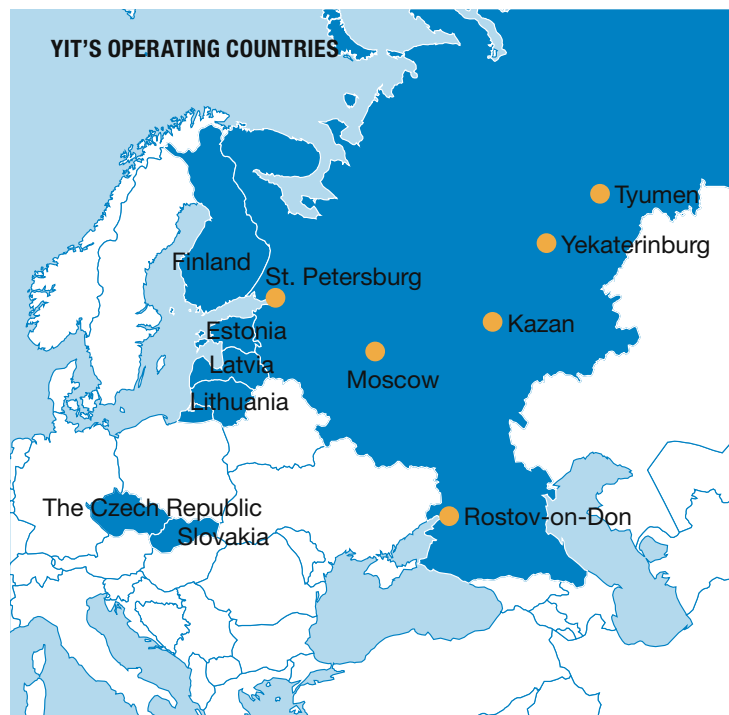 YIT'S OPERATING COUNTRIES
Tyumen
Yekaterinburg
Finland
St. Petersburg
Kazan
Estonia
Latvia
Moscow
Lithuania
The Czech Republic
Rostov-on-Don
Slovakia